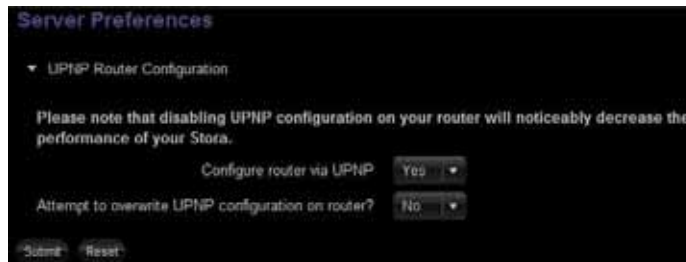 Server Preferences
UPNP Router Configuration
Please note that disabling UPNP configuration on your router will noticeably decrease the
performance of your Stora.
Configure router via UPNP Yes
Attempt to overwrite UPNP configuration on router? No
Submit Reset